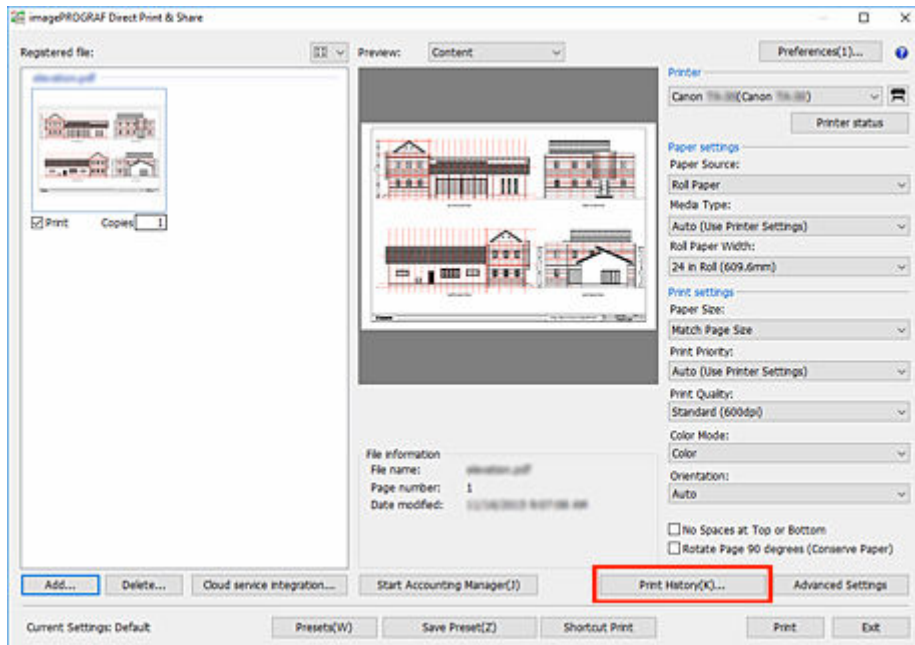 imagePROGRAF Direct Print & Share
Registered file:
Preview: Content
Preferences(1)...
Printer
Canon (Canon )
Printer status
Paper settings
Paper Source:
Roll Paper
Media Type:
Auto (Use Printer Settings)
Roll Paper Width:
24 in Roll (609.6mm)
Print settings
Paper Size:
Match Page Size
Print Priority:
Auto (Use Printer Settings)
Print Quality:
Standard (600dpi)
Color Mode:
Color
Orientation:
Auto
No Spaces at Top or Bottom
Rotate Page 90 degrees (Conserve Paper)
Print Copies 1
File information
File name:
Page number: 1
Date modified:
Add... Delete... Cloud service integration... Start Accounting Manager(J) Print History(K)... Advanced Settings
Current Settings: Default Presets(W) Save Preset(Z) Shortcut Print Print Exit